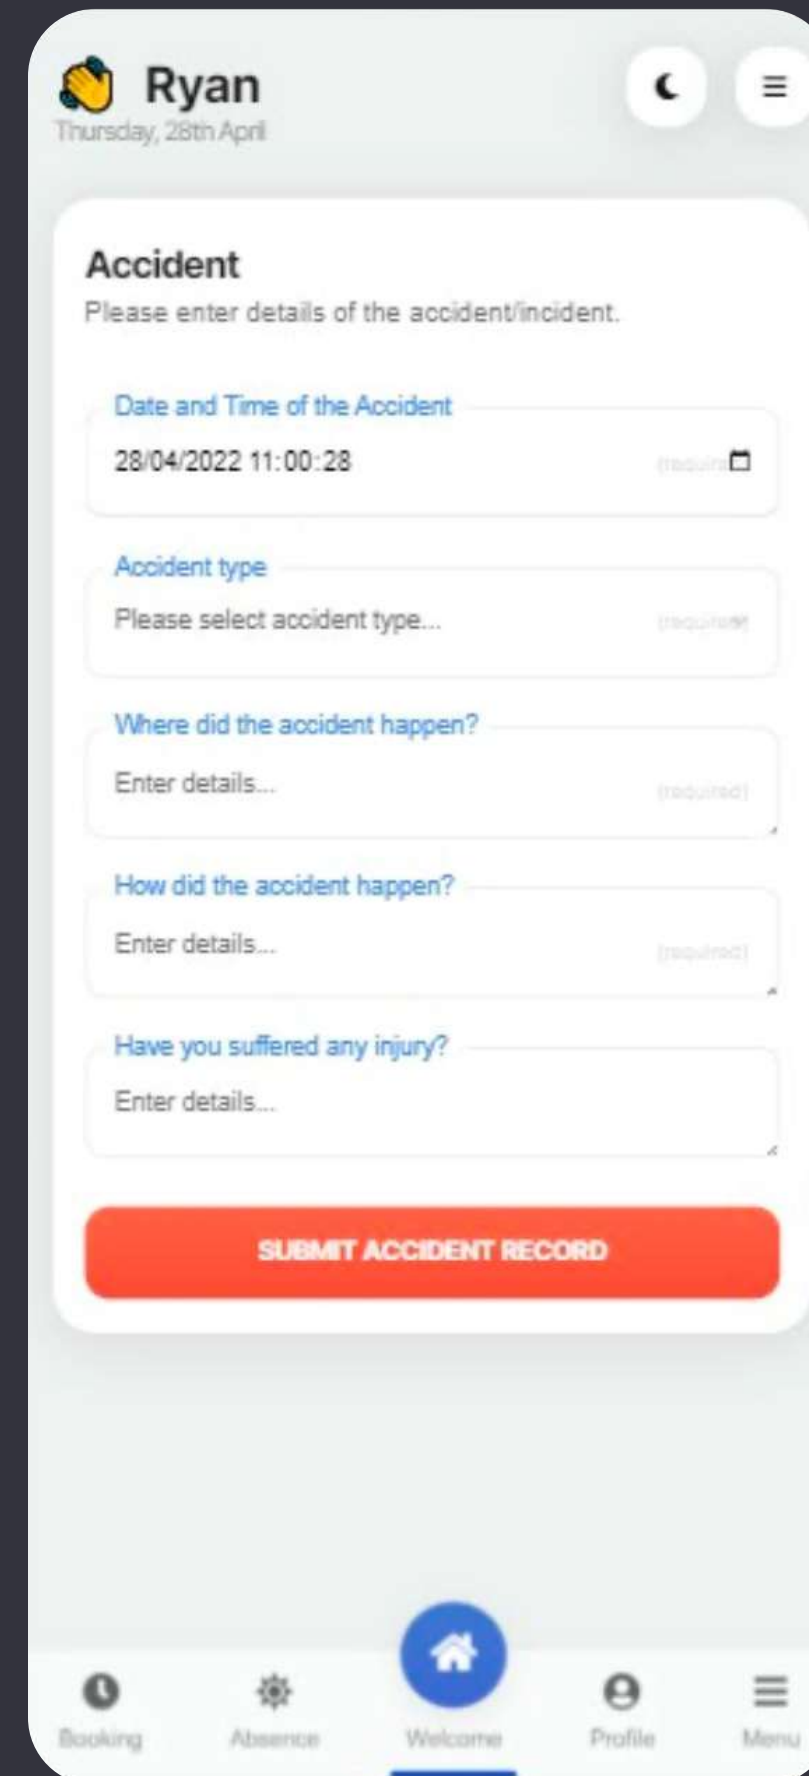 Ryan
Thursday, 28th April
Accident
Please enter details of the accident/incident.
Date and Time of the Accident
28/04/2022 11:00:28
Accident type
Please select accident type...
(required)
Where did the accident happen?
Enter details...
(required)
How did the accident happen?
Enter details...
(required)
Have you suffered any injury?
Enter details...
SUBMIT ACCIDENT RECORD
Booking
Absence
Welcome
Profile
Menu